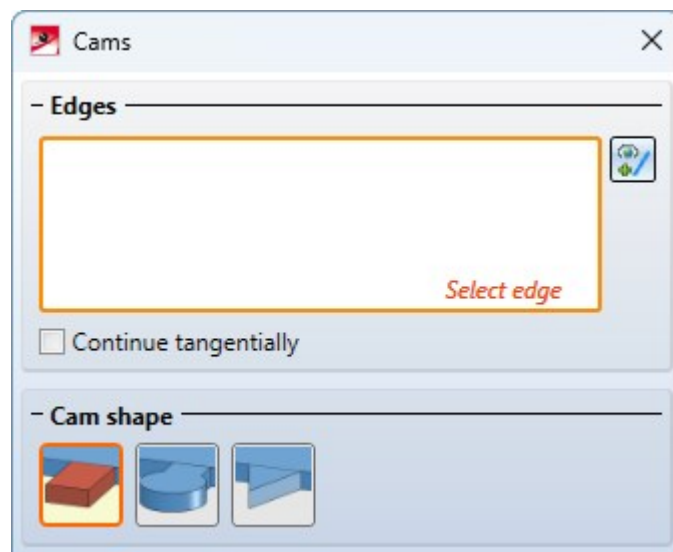 Cams
Edges
Select edge
Continue tangentially
Cam shape